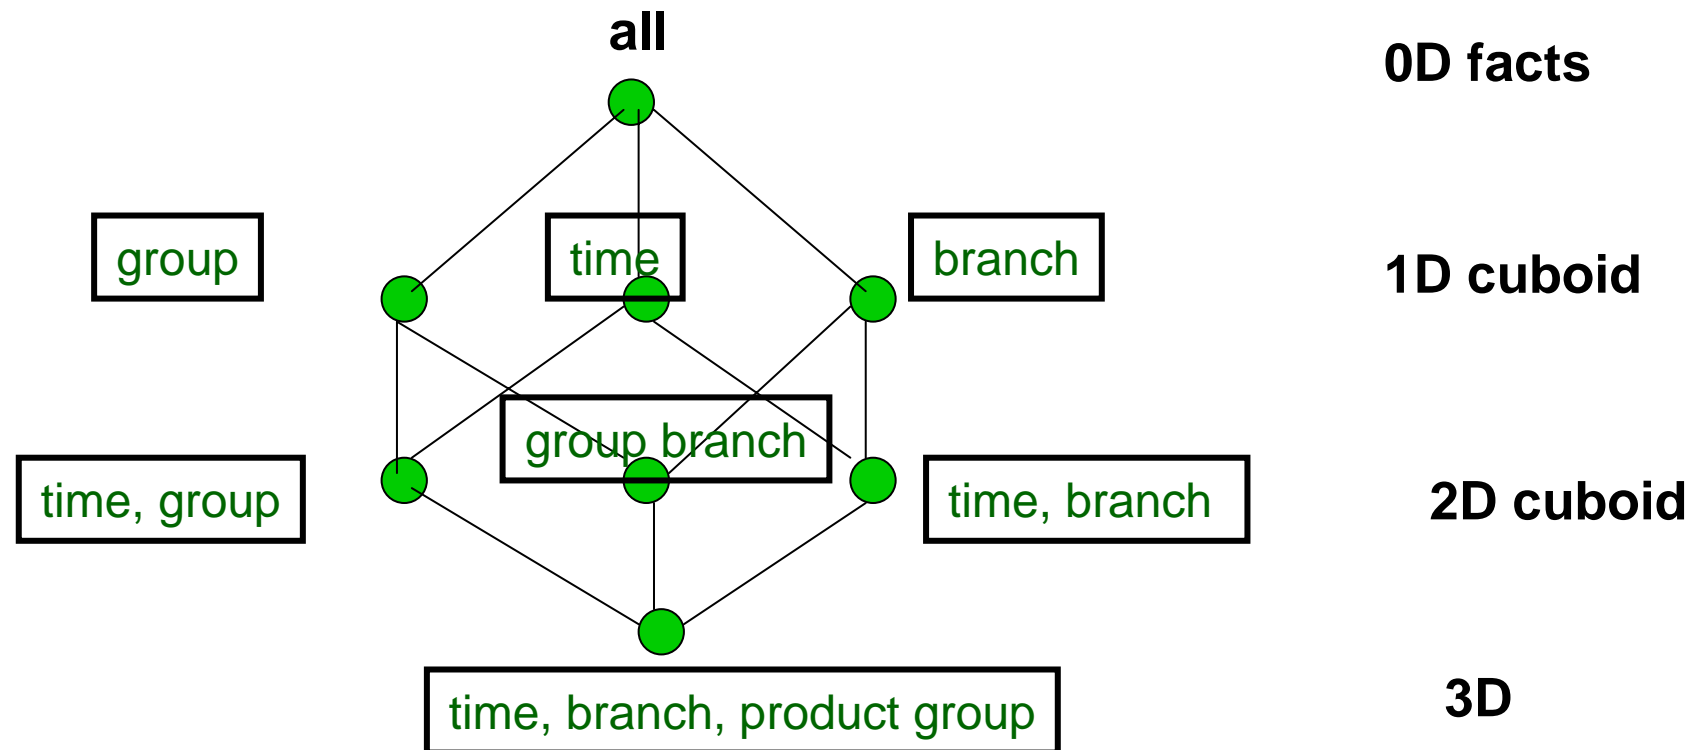 all
0D facts
group
time
branch
1D cuboid
group branch
time, group
time, branch
2D cuboid
time, branch, product group
3D